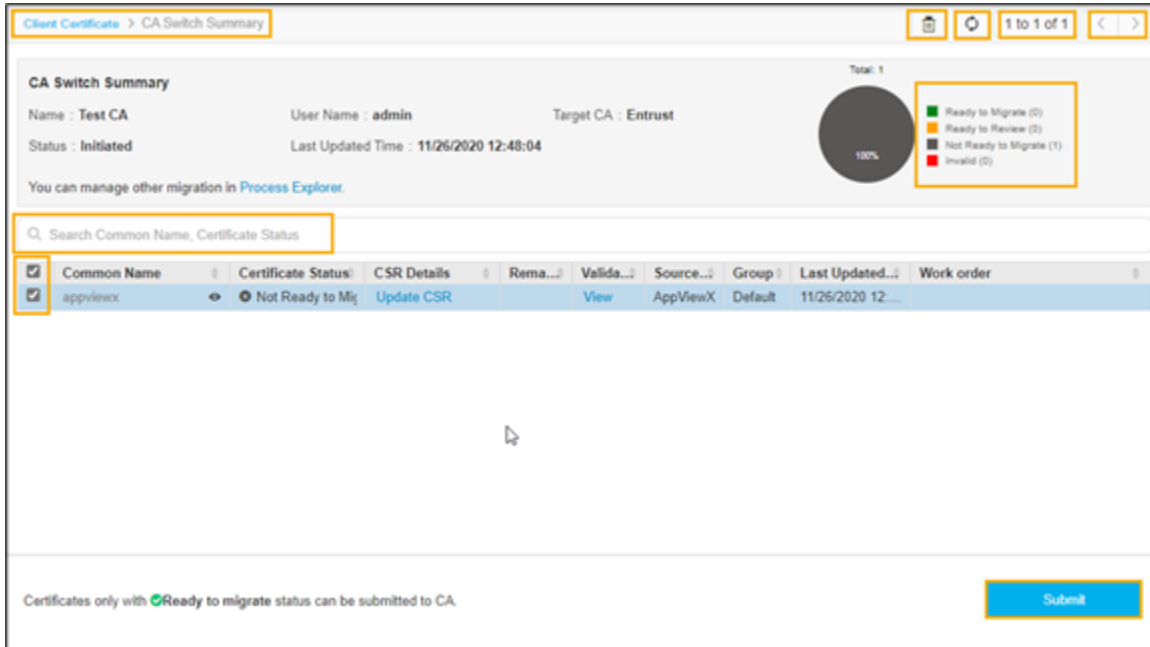 Client Certificate > CA Switch Summary
1 to 1 of 1
< >
CA Switch Summary
Total: 1
Name : Test CA
User Name : admin
Target CA : Entrust
Status : Initiated
Last Updated Time : 11/26/2020 12:48:04
100%
Ready to Migrate (0)
Ready to Review (0)
Not Ready to Migrate (1)
Invalid (0)
You can manage other migration in Process Explorer.
Search Common Name, Certificate Status
Common Name Certificate Status CSR Details Rema... Valida... Source... Group Last Updated... Work order
appviewx Not Ready to Mig Update CSR View AppViewX Default 11/26/2020 12:...
Certificates only with Ready to migrate status can be submitted to CA.
Submit